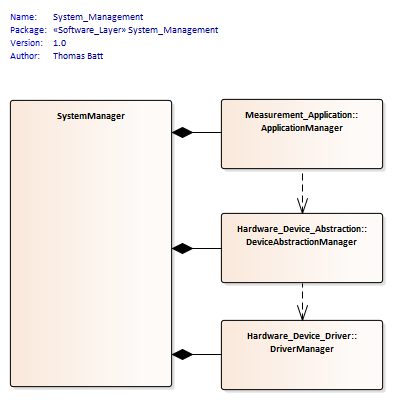 Name: System_Management
Package: «Software_Layer» System_Management
Version: 1.0
Author: Thomas Batt
SystemManager
Measurement_Application::
ApplicationManager
Hardware_Device_Abstraction::
DeviceAbstractionManager
Hardware_Device_Driver::
DriverManager